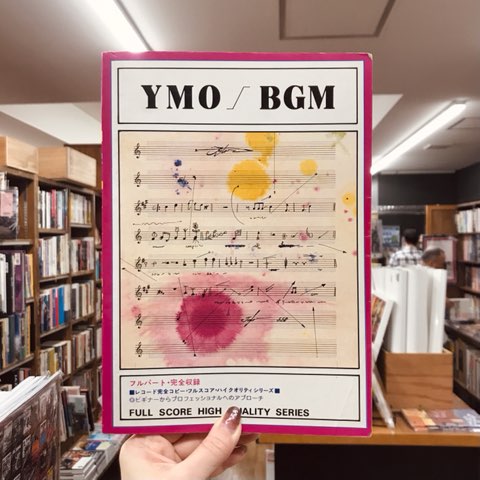 YMO / BGM
フルパート・完全収録
■レコード完全コピー・フルスコア・ハイクオリティシリーズ■
◎ビギナーからプロフェッショナルへのアプローチ
FULL SCORE HIGH QUALITY SERIES